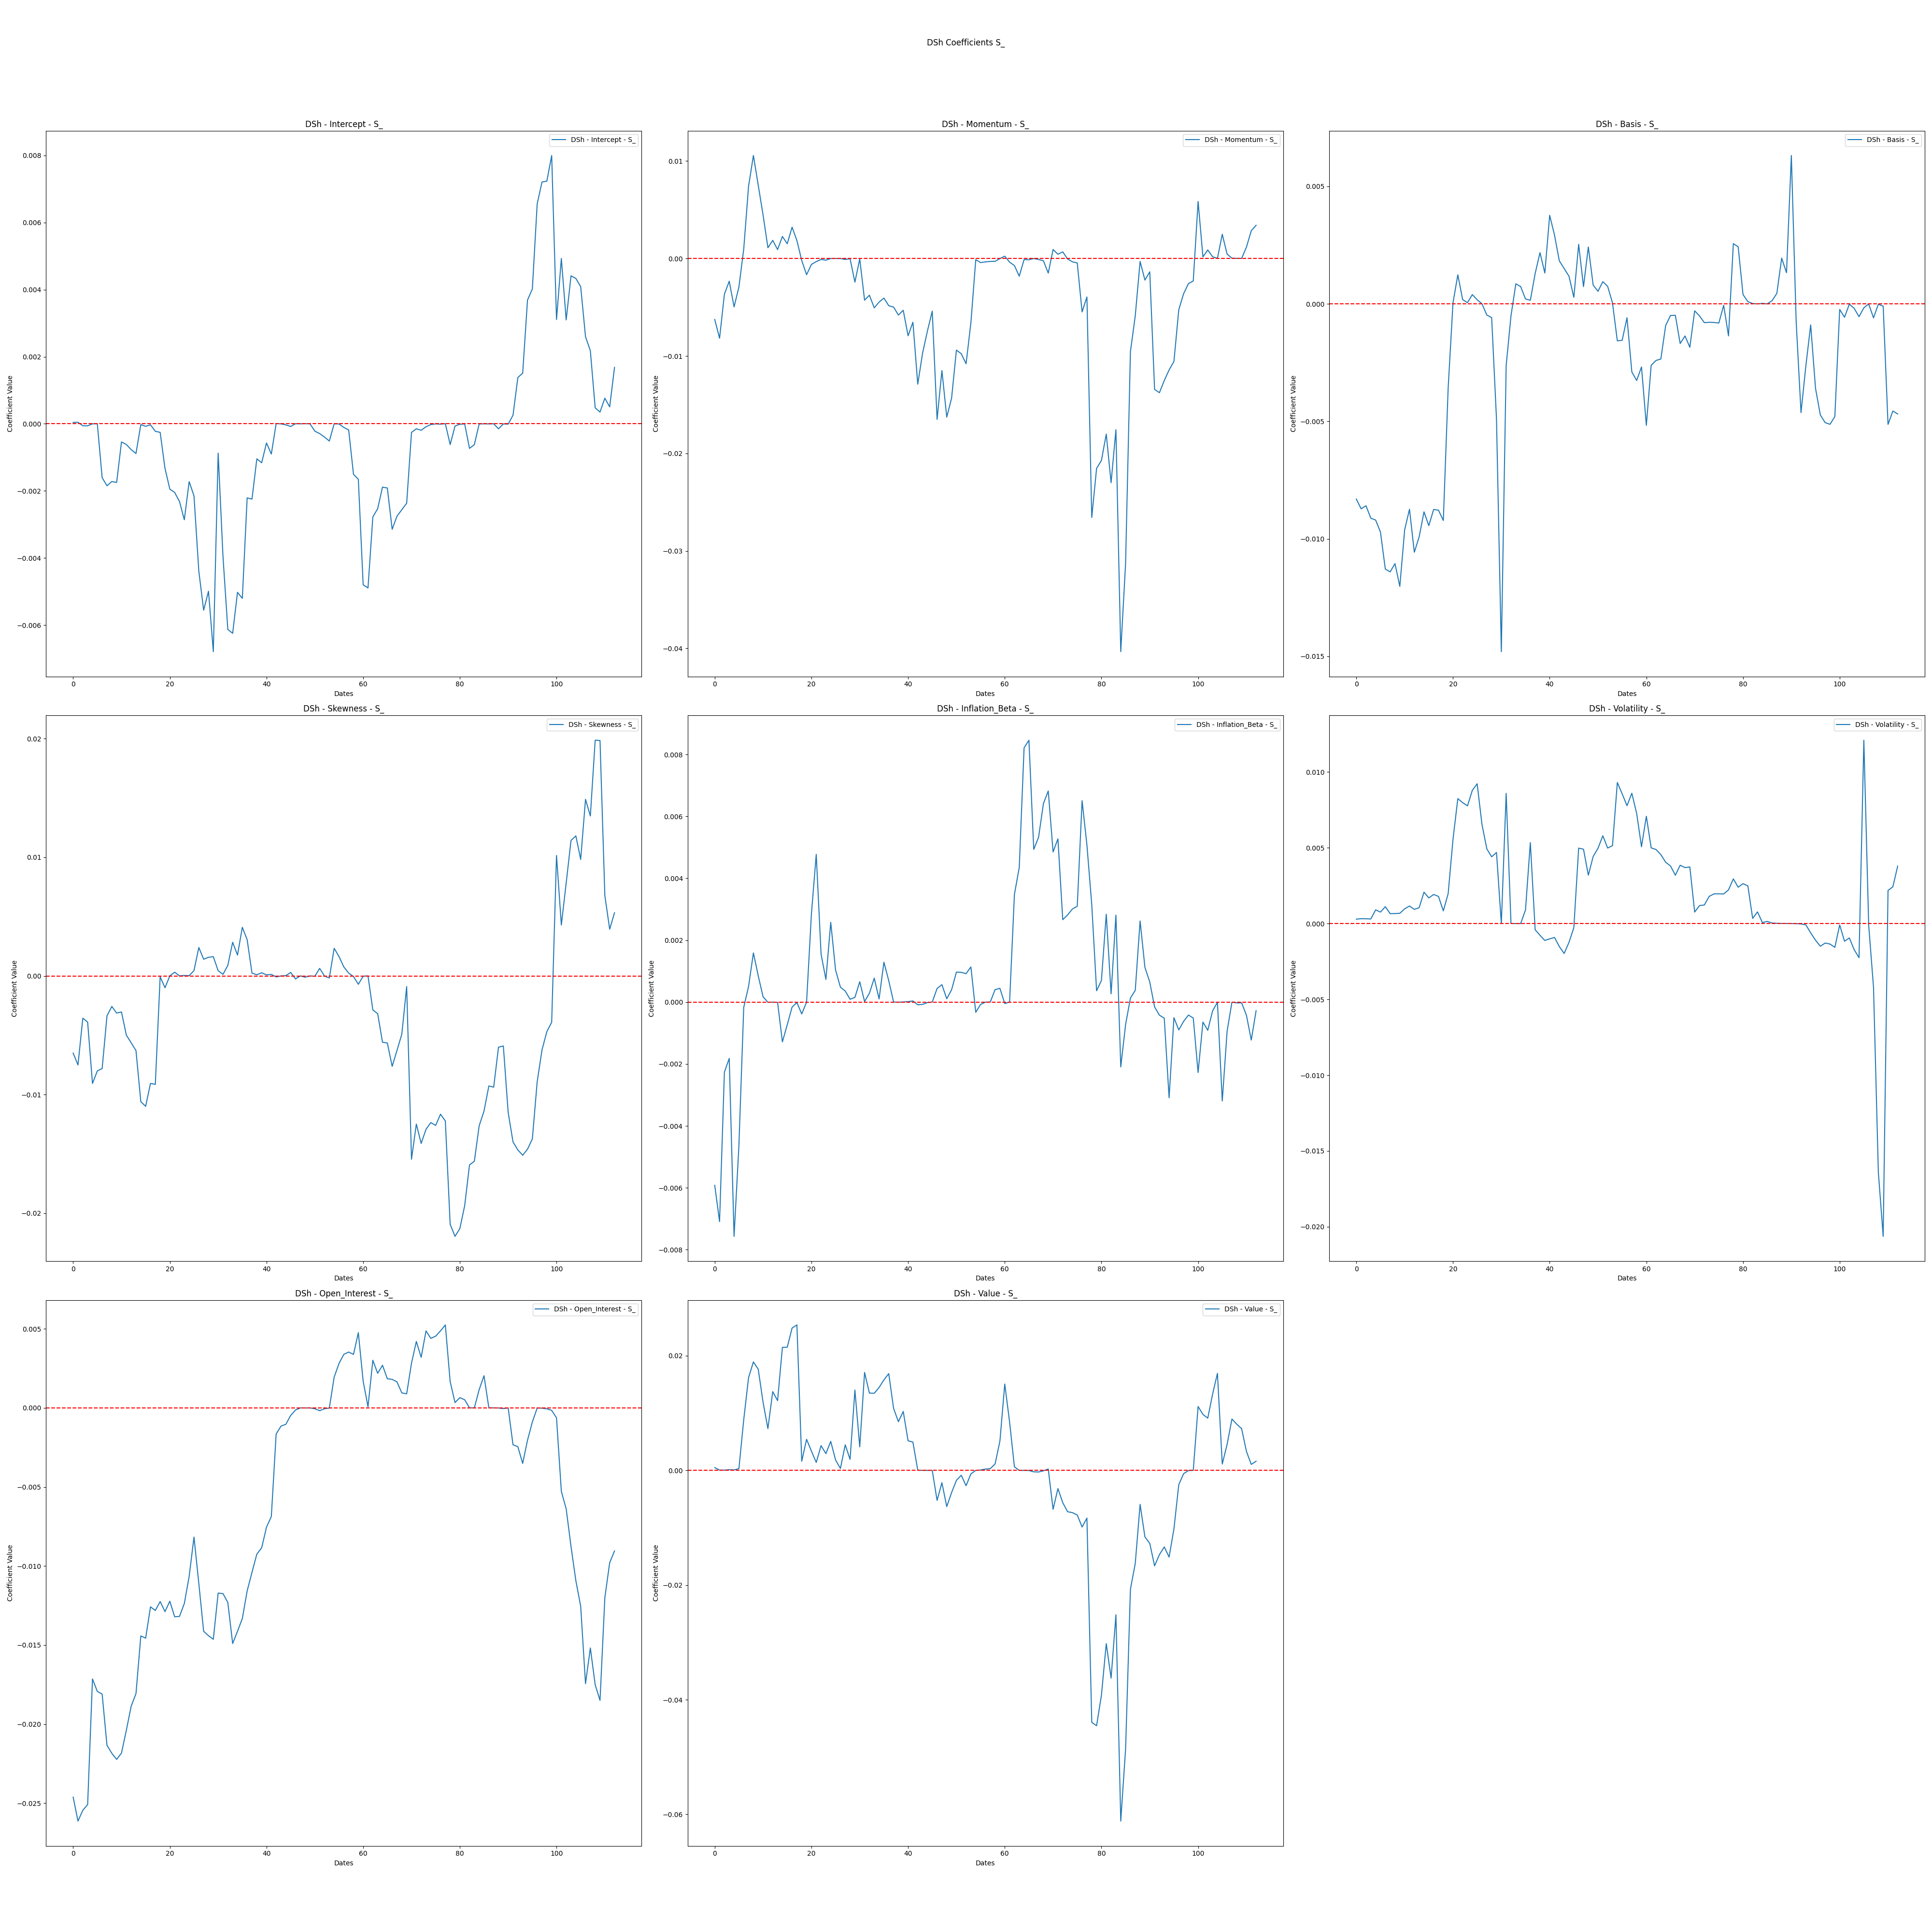 DSh Coefficients S_
DSh - Intercept - S_
DSh - Intercept - S_
Coefficient Value
0.008
0.006
0.004
0.002
0.000
−0.002
−0.004
−0.006
0 20 40 60 80 100
Dates
DSh - Momentum - S_
DSh - Momentum - S_
Coefficient Value
0.01
0.00
−0.01
−0.02
−0.03
−0.04
0 20 40 60 80 100
Dates
DSh - Basis - S_
DSh - Basis - S_
Coefficient Value
0.005
0.000
−0.005
−0.010
−0.015
0 20 40 60 80 100
Dates
DSh - Skewness - S_
DSh - Skewness - S_
Coefficient Value
0.02
0.01
0.00
−0.01
−0.02
0 20 40 60 80 100
Dates
DSh - Inflation_Beta - S_
DSh - Inflation_Beta - S_
Coefficient Value
0.008
0.006
0.004
0.002
0.000
−0.002
−0.004
−0.006
−0.008
0 20 40 60 80 100
Dates
DSh - Volatility - S_
DSh - Volatility - S_
Coefficient Value
0.010
0.005
0.000
−0.005
−0.010
−0.015
−0.020
0 20 40 60 80 100
Dates
DSh - Open_Interest - S_
DSh - Open_Interest - S_
Coefficient Value
0.005
0.000
−0.005
−0.010
−0.015
−0.020
−0.025
0 20 40 60 80 100
Dates
DSh - Value - S_
DSh - Value - S_
Coefficient Value
0.02
0.00
−0.02
−0.04
−0.06
0 20 40 60 80 100
Dates